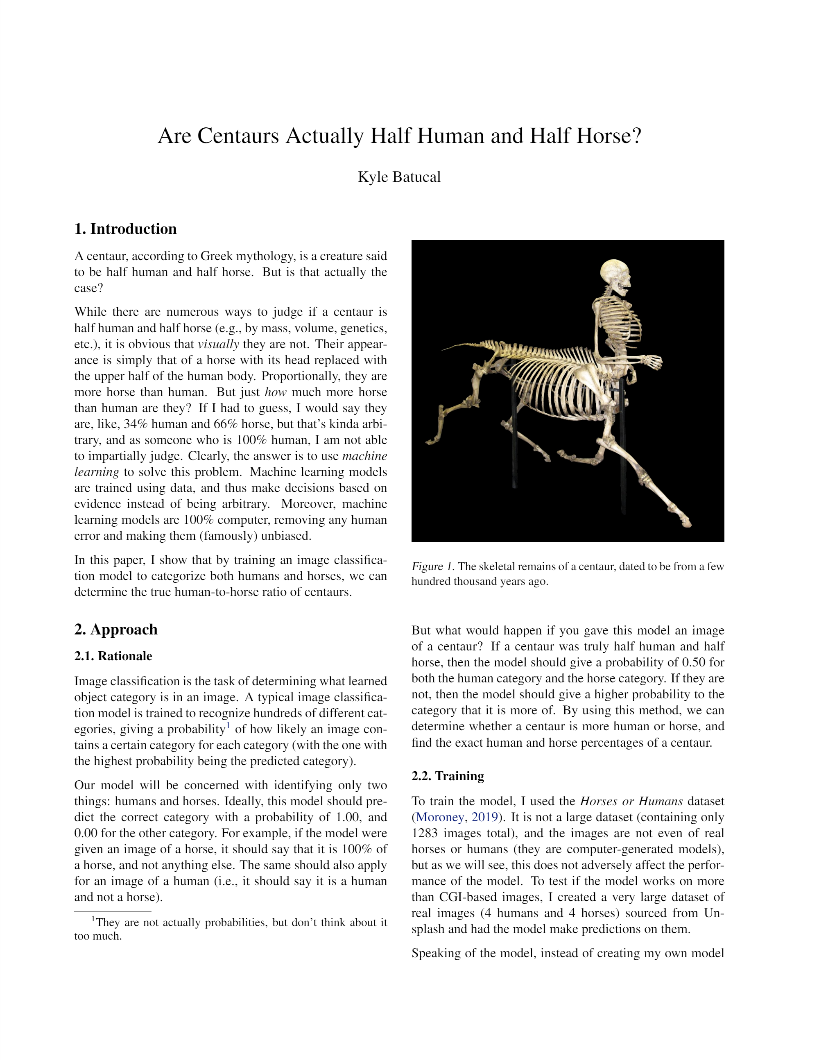 Are Centaurs Actually Half Human and Half Horse?
Kyle Batucal
1. Introduction
A centaur, according to Greek mythology, is a creature said
to be half human and half horse. But is that actually the
case?
While there are numerous ways to judge if a centaur is
half human and half horse (e.g., by mass, volume, genetics,
etc.), it is obvious that visually they are not. Their appear-
ance is simply that of a horse with its head replaced with
the upper half of the human body. Proportionally, they are
more horse than human. But just how much more horse
than human are they? If I had to guess, I would say they
are, like, 34% human and 66% horse, but that's kinda arbi-
trary, and as someone who is 100% human, I am not able
to impartially judge. Clearly, the answer is to use machine
learning to solve this problem. Machine learning models
are trained using data, and thus make decisions based on
evidence instead of being arbitrary. Moreover, machine
learning models are 100% computer, removing any human
error and making them (famously) unbiased.
In this paper, I show that by training an image classifica-
tion model to categorize both humans and horses, we can
determine the true human-to-horse ratio of centaurs.
2. Approach
2.1. Rationale
Image classification is the task of determining what learned
object category is in an image. A typical image classifica-
tion model is trained to recognize hundreds of different cat-
egories, giving a probability1 of how likely an image con-
tains a certain category for each category (with the one with
the highest probability being the predicted category).
Our model will be concerned with identifying only two
things: humans and horses. Ideally, this model should pre-
dict the correct category with a probability of 1.00, and
0.00 for the other category. For example, if the model were
given an image of a horse, it should say that it is 100% of
a horse, and not anything else. The same should also apply
for an image of a human (i.e., it should say it is a human
and not a horse).
1They are not actually probabilities, but don't think about it
too much.
Figure 1. The skeletal remains of a centaur, dated to be from a few
hundred thousand years ago.
But what would happen if you gave this model an image
of a centaur? If a centaur was truly half human and half
horse, then the model should give a probability of 0.50 for
both the human category and the horse category. If they are
not, then the model should give a higher probability to the
category that it is more of. By using this method, we can
determine whether a centaur is more human or horse, and
find the exact human and horse percentages of a centaur.
2.2. Training
To train the model, I used the Horses or Humans dataset
(Moroney, 2019). It is not a large dataset (containing only
1283 images total), and the images are not even of real
horses or humans (they are computer-generated models),
but as we will see, this does not adversely affect the perfor-
mance of the model. To test if the model works on more
than CGI-based images, I created a very large dataset of
real images (4 humans and 4 horses) sourced from Un-
splash and had the model make predictions on them.
Speaking of the model, instead of creating my own model